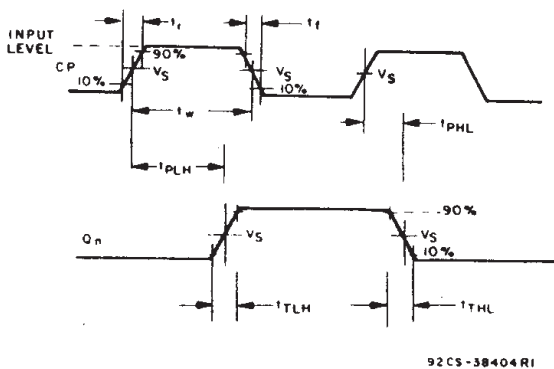 INPUT LEVEL
tr
tf
90%
CP
VS
VS
VS
10%
10%
tw
tPHL
tPLH
90%
Qn
VS
VS
10%
tTLH
tTHL
92CS-38404R1